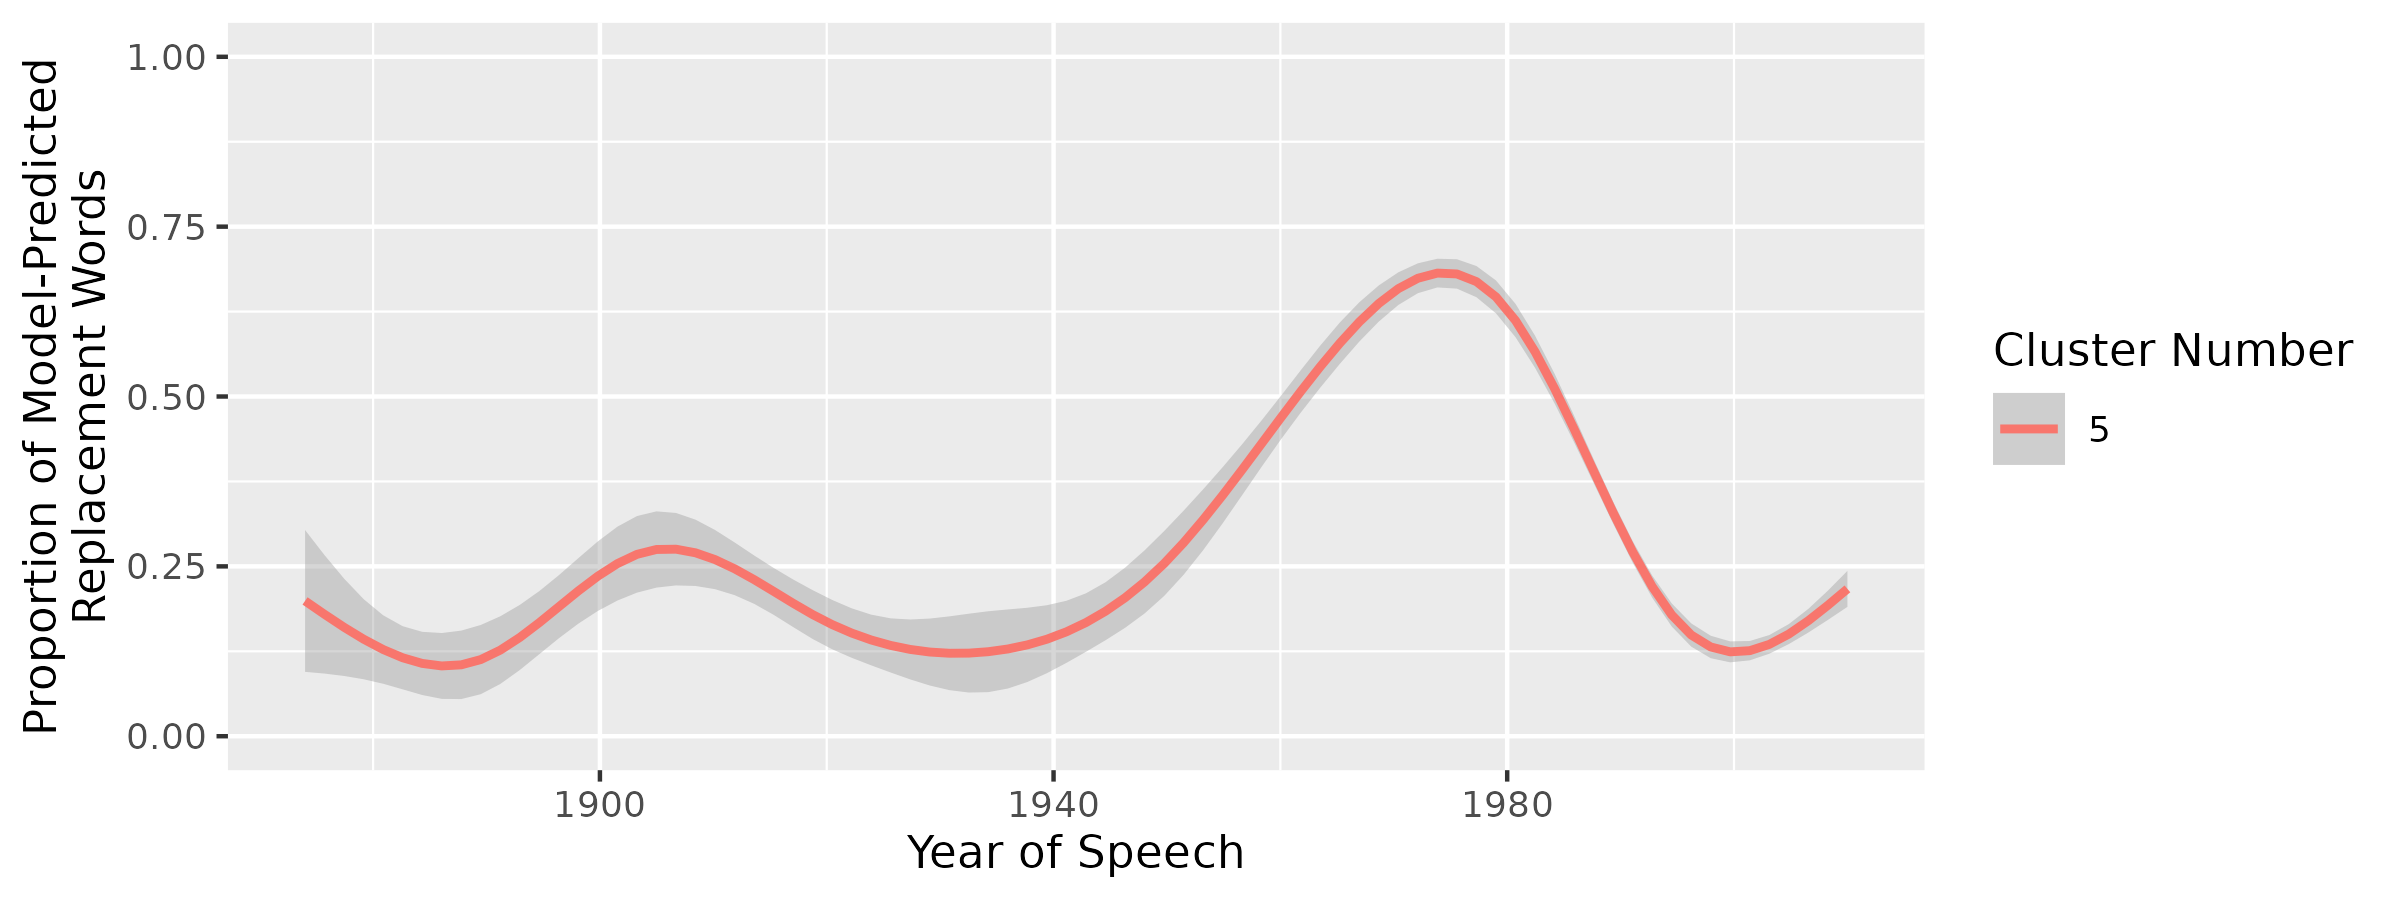 Proportion of Model-Predicted
Replacement Words
1.00
0.75
0.50
0.25
0.00
1900
1940
1980
Year of Speech
Cluster Number
5